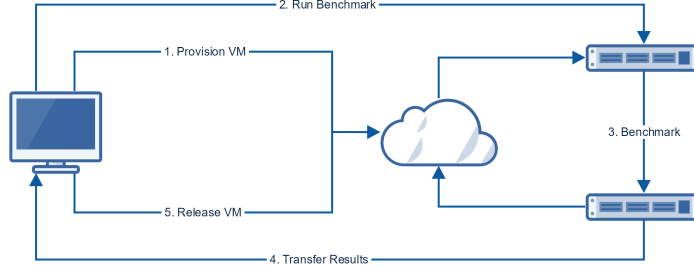 2. Run Benchmark
1. Provision VM
3. Benchmark
5. Release VM
4. Transfer Results